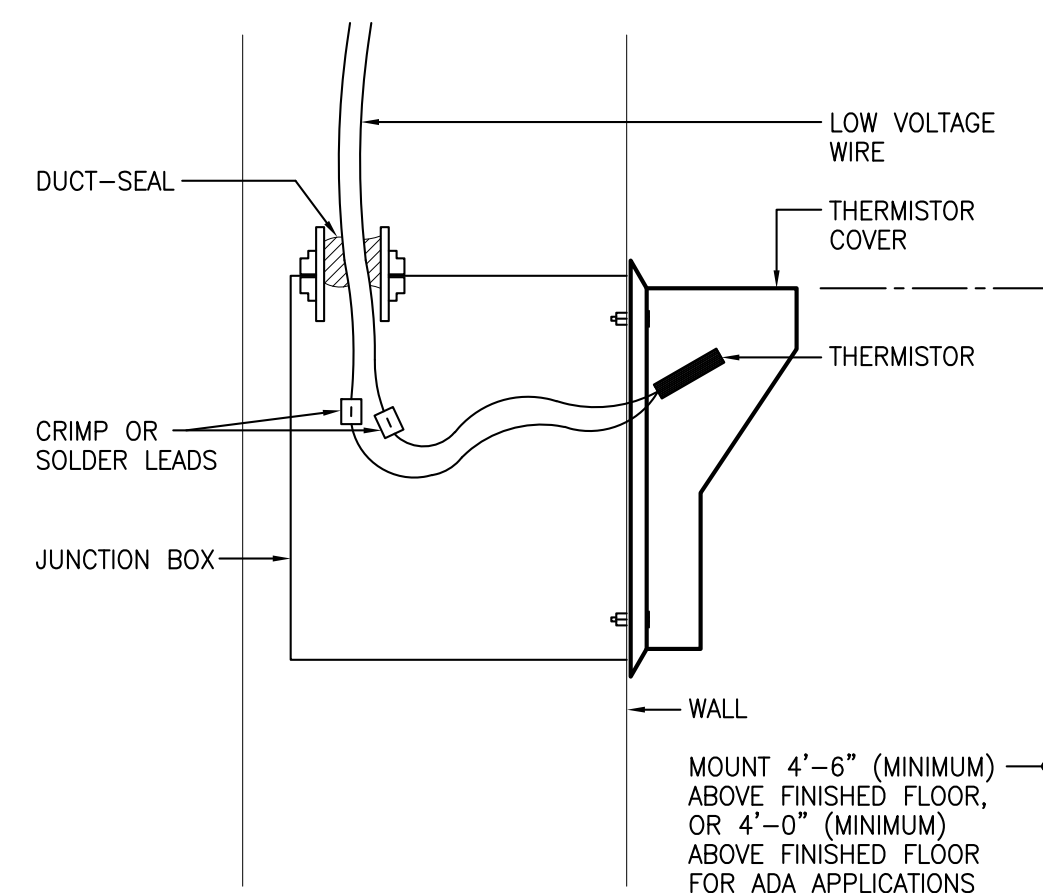 LOW VOLTAGE
WIRE
DUCT-SEAL
THERMISTOR
COVER
THERMISTOR
CRIMP OR
SOLDER LEADS
JUNCTION BOX
WALL
MOUNT 4'-6" (MINIMUM)
ABOVE FINISHED FLOOR,
OR 4'-0" (MINIMUM)
ABOVE FINISHED FLOOR
FOR ADA APPLICATIONS